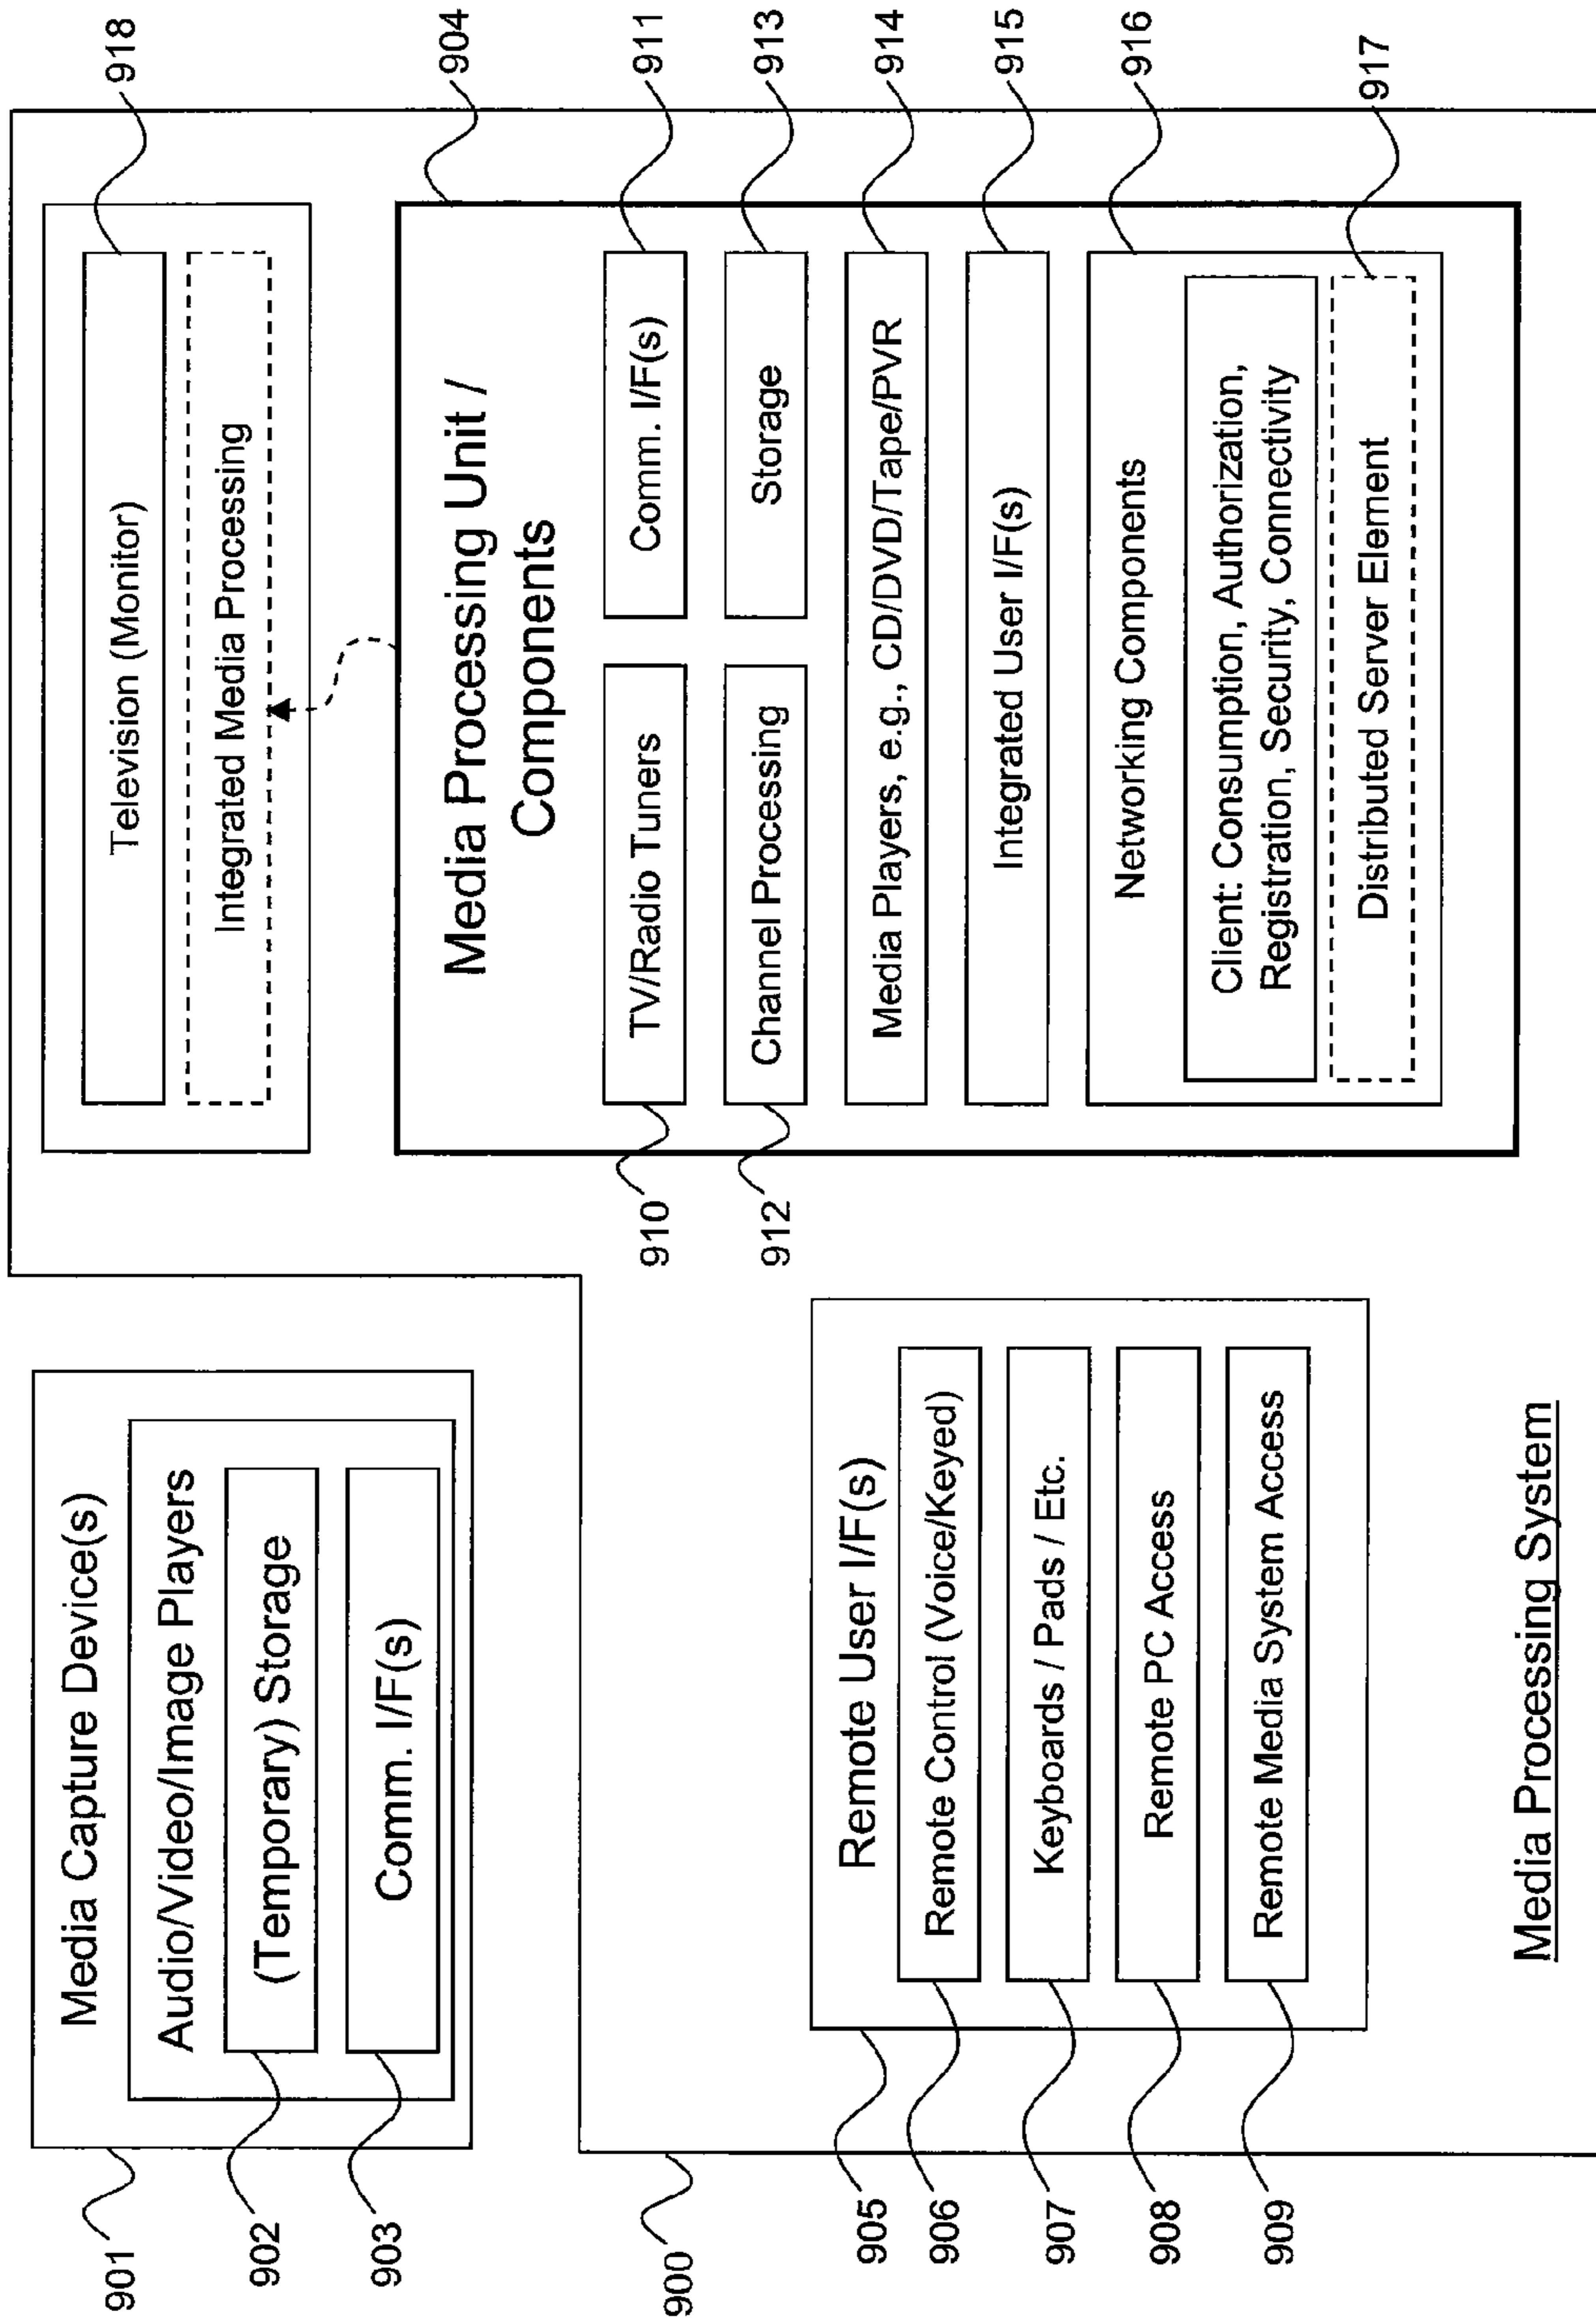 901
Media Capture Device(s)
Audio/Video/Image Players
902
(Temporary) Storage
903
Comm. I/F(s)
900
905
Remote User I/F(s)
906
Remote Control (Voice/Keyed)
907
Keyboards / Pads / Etc.
908
Remote PC Access
909
Remote Media System Access
Media Processing System
918
Television (Monitor)
Integrated Media Processing
904
Media Processing Unit /
Components
910
TV/Radio Tuners
Comm. I/F(s)
911
912
Channel Processing
Storage
913
Media Players, e.g., CD/DVD/Tape/PVR
914
Integrated User I/F(s)
915
Networking Components
916
Client: Consumption, Authorization,
Registration, Security, Connectivity
Distributed Server Element
917